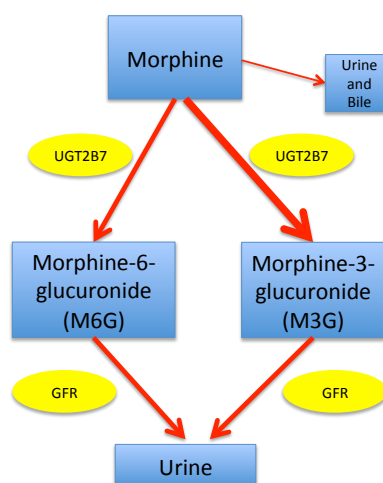 Morphine
Urine
and
Bile
UGT2B7
UGT2B7
Morphine-6-
glucuronide
(M6G)
Morphine-3-
glucuronide
(M3G)
GFR
GFR
Urine